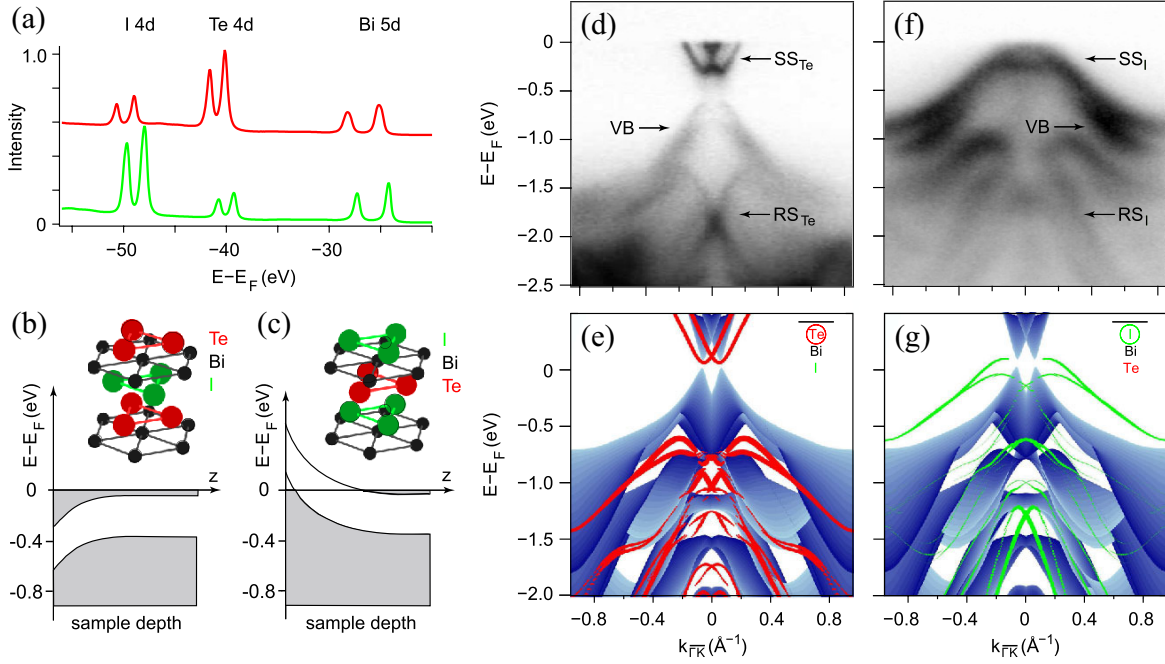 (a)
I 4d Te 4d Bi 5d
1.0
0
Intensity
−50 −40 −30
E−E_F (eV)
(b)
Te
Bi
I
E−E_F (eV)
z
0
-0.4
-0.8
sample depth
(c)
I
Bi
Te
E−E_F (eV)
z
0
-0.4
-0.8
sample depth
(d)
0
−0.5
−1.0
−1.5
−2.0
−2.5
E−E_F (eV)
SS_Te
VB
RS_Te
(f)
SS_I
VB
RS_I
(e)
0
−0.5
−1.0
−1.5
−2.0
E−E_F (eV)
Te
Bi
I
−0.8 −0.4 0 0.4 0.8
k_ΓK (Å⁻¹)
(g)
I
Bi
Te
−0.8 −0.4 0 0.4 0.8
k_ΓK (Å⁻¹)